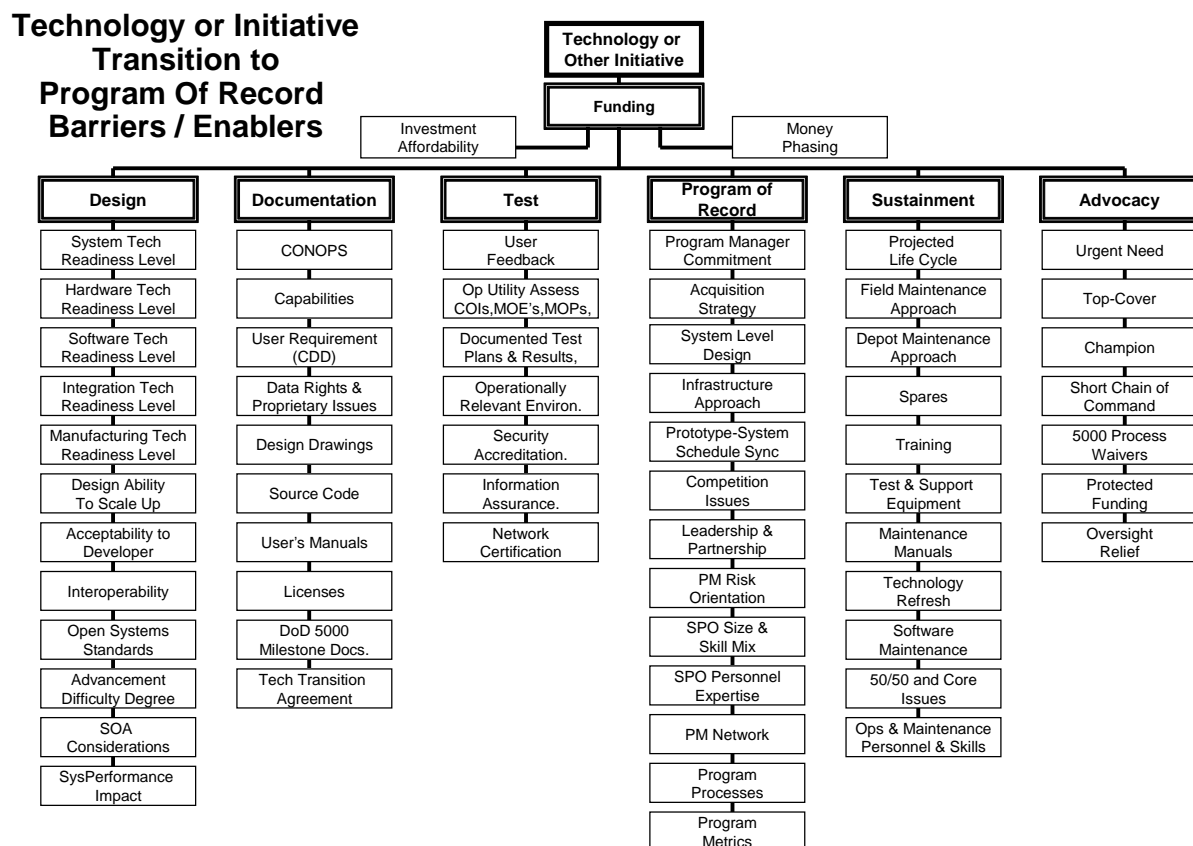 Technology or Initiative
Transition to
Program Of Record
Barriers / Enablers
Technology or
Other Initiative
Funding
Investment
Affordability
Money
Phasing
Design
System Tech
Readiness Level
Hardware Tech
Readiness Level
Software Tech
Readiness Level
Integration Tech
Readiness Level
Manufacturing Tech
Readiness Level
Design Ability
To Scale Up
Acceptability to
Developer
Interoperability
Open Systems
Standards
Advancement
Difficulty Degree
SOA
Considerations
SysPerformance
Impact
Documentation
CONOPS
Capabilities
User Requirement
(CDD)
Data Rights &
Proprietary Issues
Design Drawings
Source Code
User's Manuals
Licenses
DoD 5000
Milestone Docs.
Tech Transition
Agreement
Test
User
Feedback
Op Utility Assess
COIs,MOE's,MOPs,
Documented Test
Plans & Results,
Operationally
Relevant Environ.
Security
Accreditation.
Information
Assurance.
Network
Certification
Program of
Record
Program Manager
Commitment
Acquisition
Strategy
System Level
Design
Infrastructure
Approach
Prototype-System
Schedule Sync
Competition
Issues
Leadership &
Partnership
PM Risk
Orientation
SPO Size &
Skill Mix
SPO Personnel
Expertise
PM Network
Program
Processes
Program
Metrics
Sustainment
Projected
Life Cycle
Field Maintenance
Approach
Depot Maintenance
Approach
Spares
Training
Test & Support
Equipment
Maintenance
Manuals
Technology
Refresh
Software
Maintenance
50/50 and Core
Issues
Ops & Maintenance
Personnel & Skills
Advocacy
Urgent Need
Top-Cover
Champion
Short Chain of
Command
5000 Process
Waivers
Protected
Funding
Oversight
Relief